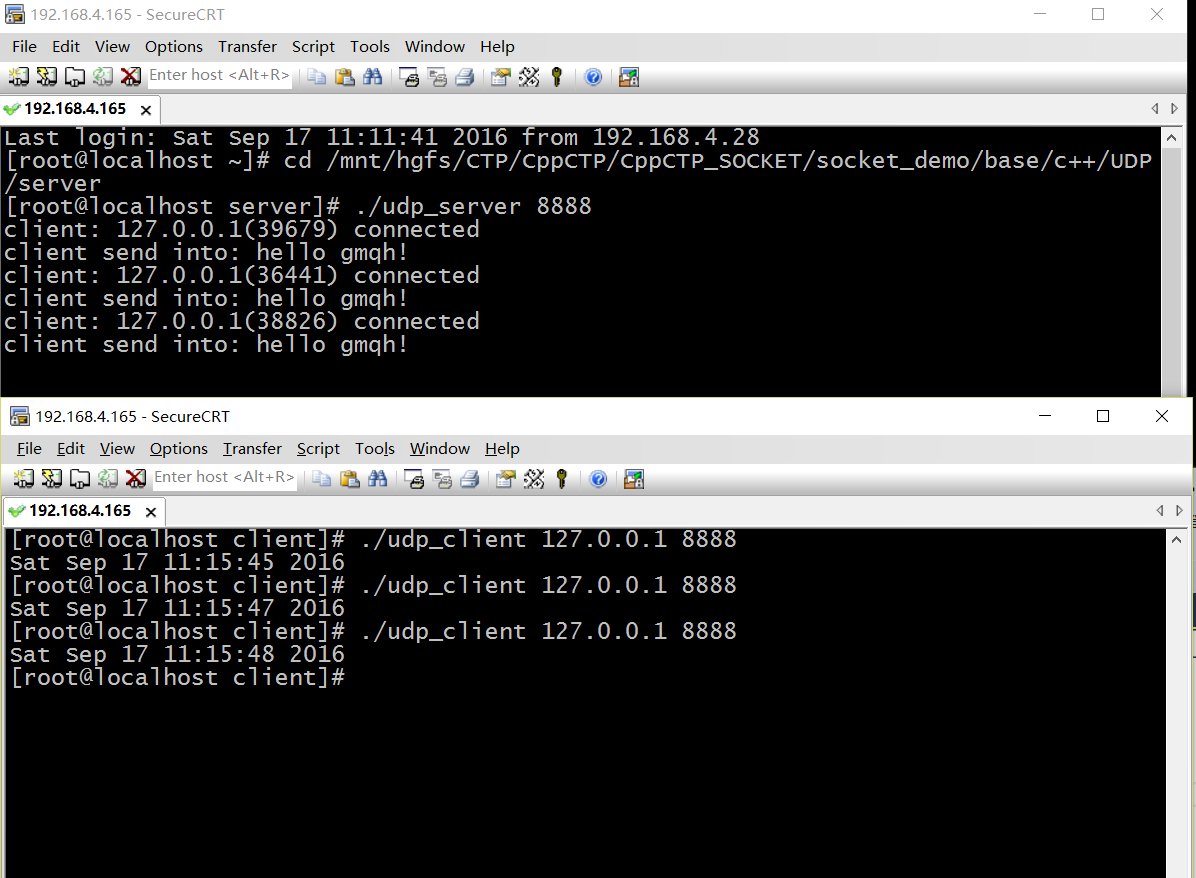 192.168.4.165 - SecureCRT
File Edit View Options Transfer Script Tools Window Help
Enter host <Alt+R>
192.168.4.165
Last login: Sat Sep 17 11:11:41 2016 from 192.168.4.28
[root@localhost ~]# cd /mnt/hgfs/CTP/CppCTP/CppCTP_SOCKET/socket_demo/base/c++/UDP
/server
[root@localhost server]# ./udp_server 8888
client: 127.0.0.1(39679) connected
client send into: hello gmqh!
client: 127.0.0.1(36441) connected
client send into: hello gmqh!
client: 127.0.0.1(38826) connected
client send into: hello gmqh!
192.168.4.165 - SecureCRT
File Edit View Options Transfer Script Tools Window Help
Enter host <Alt+R>
192.168.4.165
[root@localhost client]# ./udp_client 127.0.0.1 8888
Sat Sep 17 11:15:45 2016
[root@localhost client]# ./udp_client 127.0.0.1 8888
Sat Sep 17 11:15:47 2016
[root@localhost client]# ./udp_client 127.0.0.1 8888
Sat Sep 17 11:15:48 2016
[root@localhost client]#